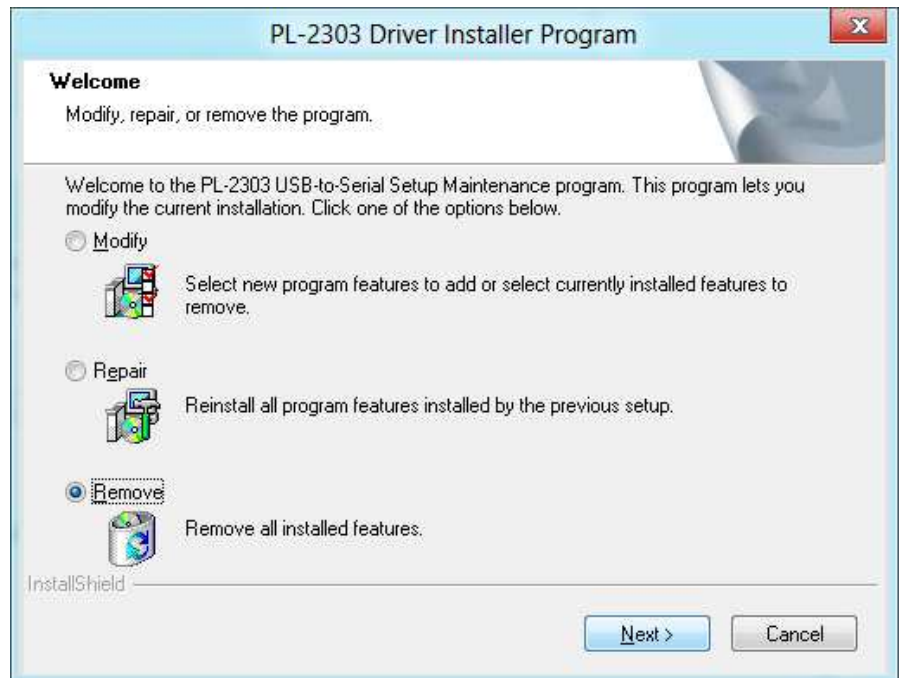 PL-2303 Driver Installer Program
Welcome
Modify, repair, or remove the program.
Welcome to the PL-2303 USB-to-Serial Setup Maintenance program. This program lets you
modify the current installation. Click one of the options below.
Modify
Select new program features to add or select currently installed features to
remove.
Repair
Reinstall all program features installed by the previous setup.
Remove
Remove all installed features.
InstallShield
Next >
Cancel